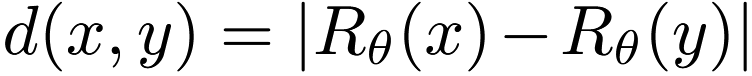 d(x, y) = |R_θ(x) − R_θ(y)|